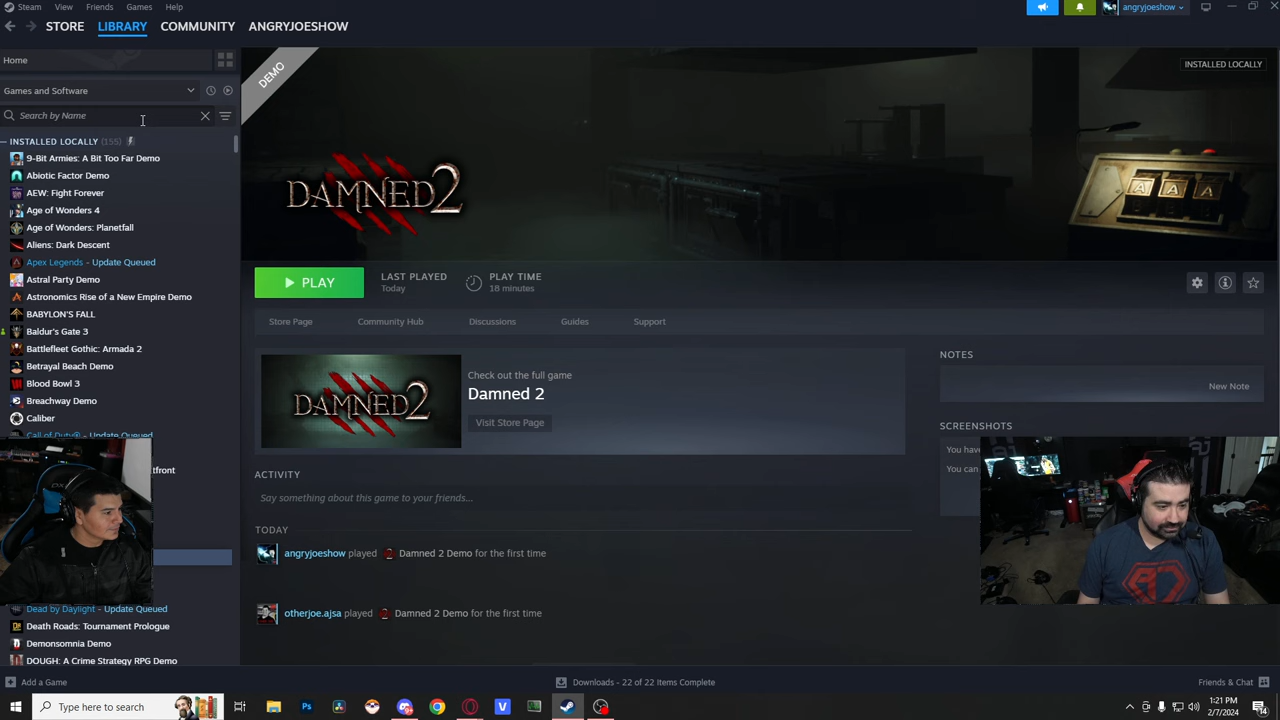 Steam View Friends Games Help
angryjoeshow
STORE LIBRARY COMMUNITY ANGRYJOESHOW
Home
Games and Software
Search by Name
INSTALLED LOCALLY (155)
9-Bit Armies: A Bit Too Far Demo
Abiotic Factor Demo
AEW: Fight Forever
Age of Wonders 4
Age of Wonders: Planetfall
Aliens: Dark Descent
Apex Legends - Update Queued
Astral Party Demo
Astronomics Rise of a New Empire Demo
BABYLON'S FALL
Baldur's Gate 3
Battlefleet Gothic: Armada 2
Betrayal Beach Demo
Blood Bowl 3
Breachway Demo
Caliber
Call of Duty® - Update Queued
tfront
Dead by Daylight - Update Queued
Death Roads: Tournament Prologue
Demonsomnia Demo
DOUGH: A Crime Strategy RPG Demo
DEMO
INSTALLED LOCALLY
DAMNED 2
A A A
PLAY
LAST PLAYED
Today
PLAY TIME
18 minutes
Store Page Community Hub Discussions Guides Support
DAMNED 2
Check out the full game
Damned 2
Visit Store Page
NOTES
New Note
SCREENSHOTS
You have
You can
ACTIVITY
Say something about this game to your friends...
TODAY
angryjoeshow played Damned 2 Demo for the first time
otherjoe.ajsa played Damned 2 Demo for the first time
Add a Game
Downloads - 22 of 22 Items Complete
Friends & Chat
Type here to search
1:21 PM
2/7/2024